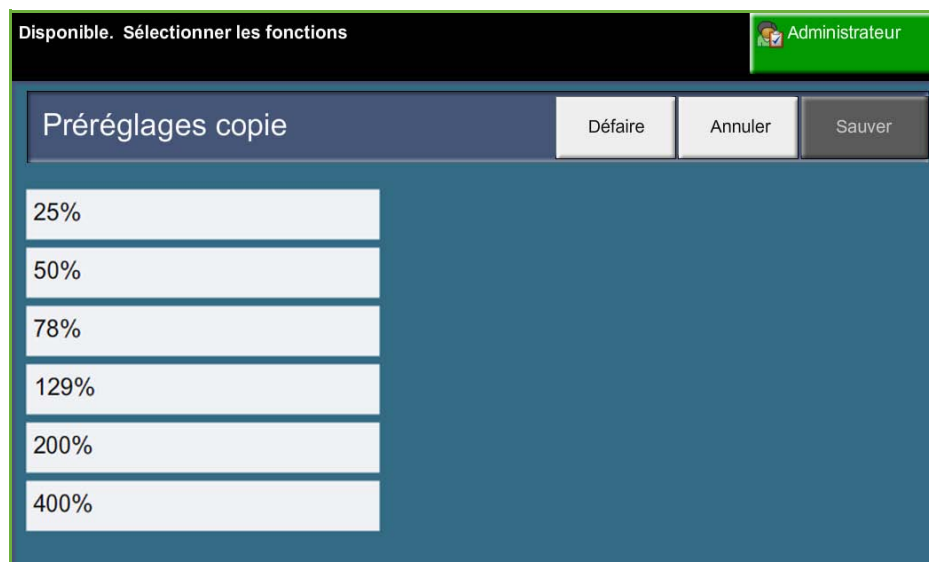 Disponible.  Sélectionner les fonctions
Administrateur
Préréglages copie
Défaire
Annuler
Sauver
25%
50%
78%
129%
200%
400%